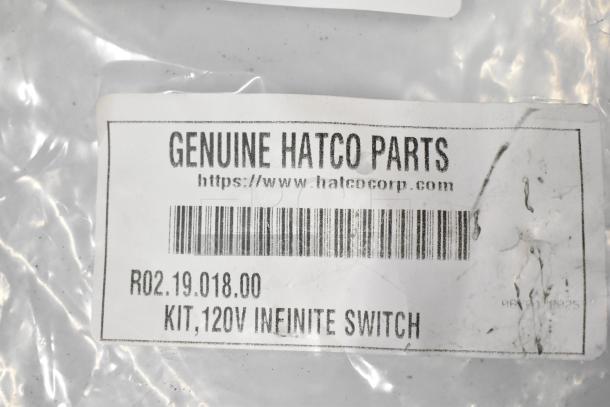 GENUINE HATCO PARTS
https://www.hatcocorp.com
R02.19.018.00
KIT,120V INFINITE SWITCH